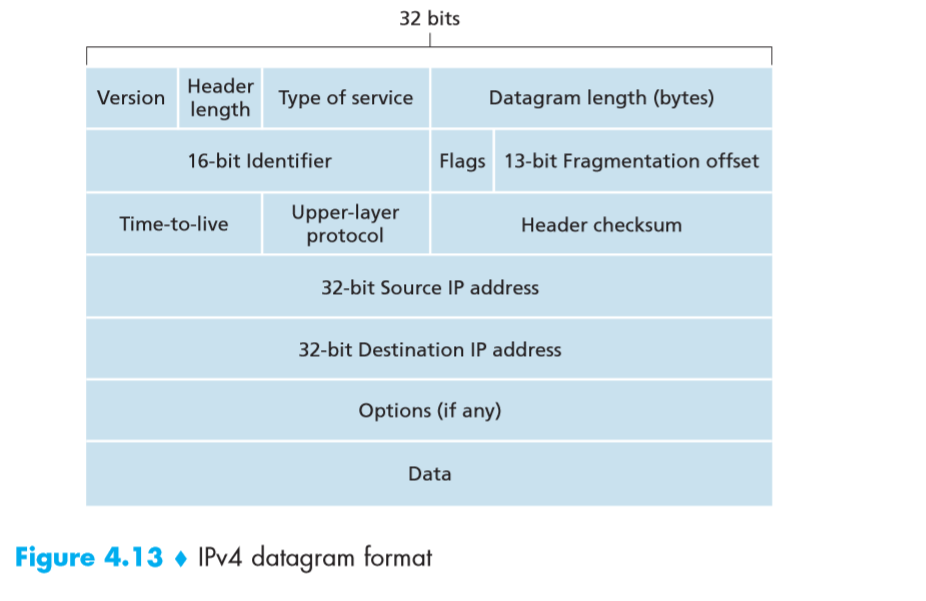 32 bits
Version
Header
length
Type of service
Datagram length (bytes)
16-bit Identifier
Flags
13-bit Fragmentation offset
Time-to-live
Upper-layer
protocol
Header checksum
32-bit Source IP address
32-bit Destination IP address
Options (if any)
Data
Figure 4.13 ♦ IPv4 datagram format